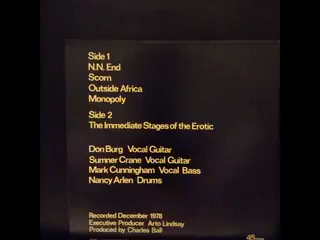 Side 1
N.N. End
Scorn
Outside Africa
Monopoly
Side 2
The Immediate Stages of the Erotic
Don Burg Vocal Guitar
Sumner Crane Vocal Guitar
Mark Cunningham Vocal Bass
Nancy Arlen Drums
Recorded December 1978
Executive Producer Arto Lindsay
Produced by Charles Ball
45